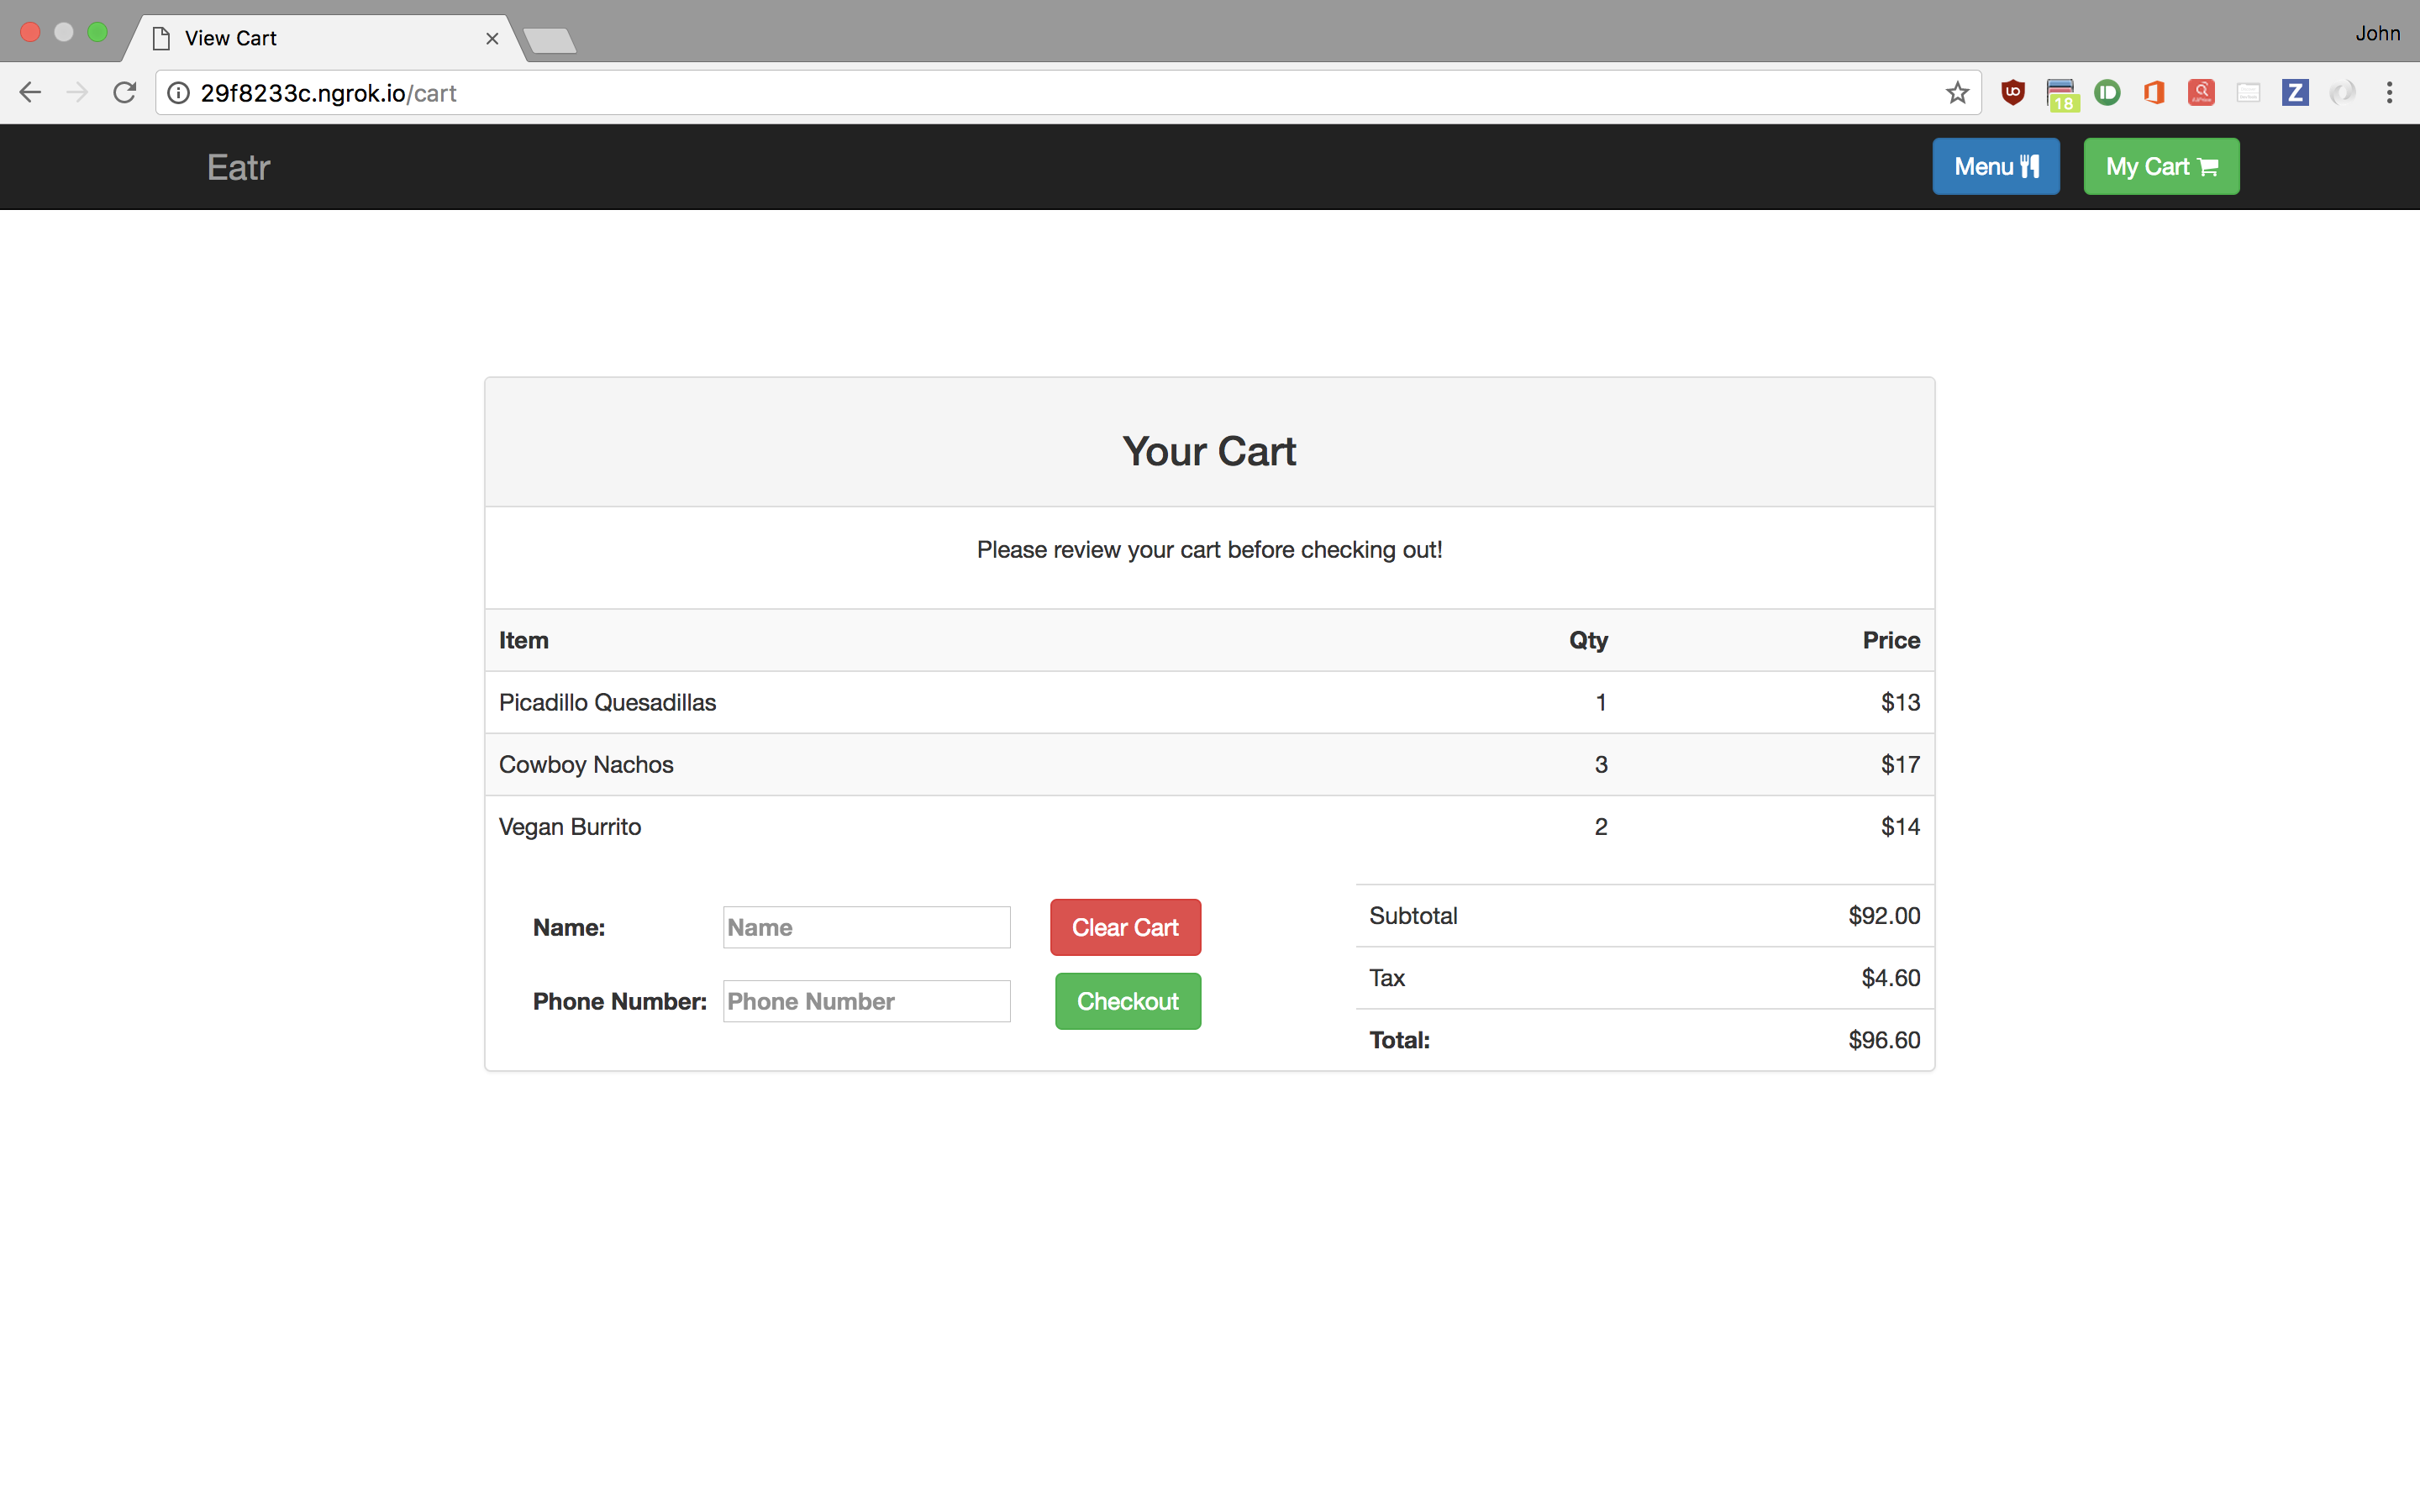 View Cart
John
29f8233c.ngrok.io/cart
18
Eatr
Menu
My Cart
Your Cart
Please review your cart before checking out!
Item Qty Price
Picadillo Quesadillas 1 $13
Cowboy Nachos 3 $17
Vegan Burrito 2 $14
Name: Name Clear Cart
Phone Number: Phone Number Checkout
Subtotal $92.00
Tax $4.60
Total: $96.60